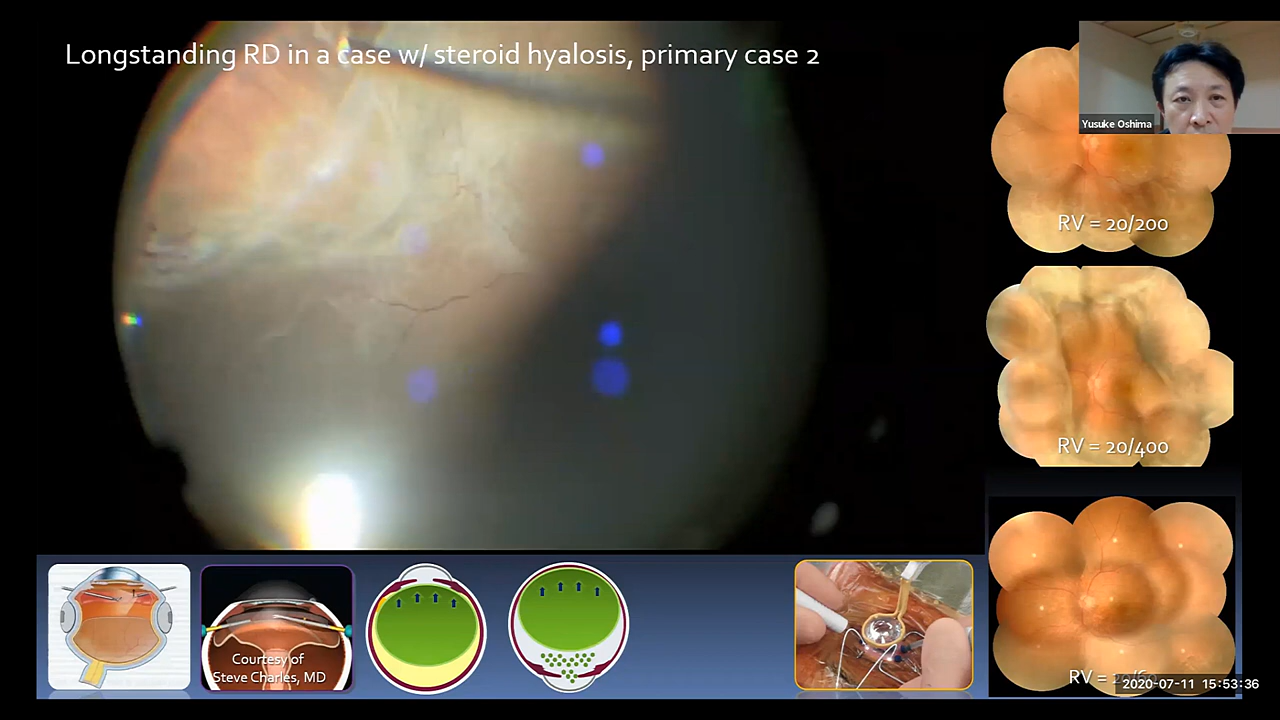 Longstanding RD in a case w/ steroid hyalosis, primary case 2
Yusuke Oshima
RV = 20/200
RV = 20/400
Courtesy of
Steve Charles, MD
RV =
2020-07-11 15:53:36